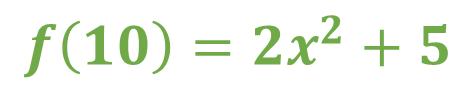 f(10) = 2x² + 5